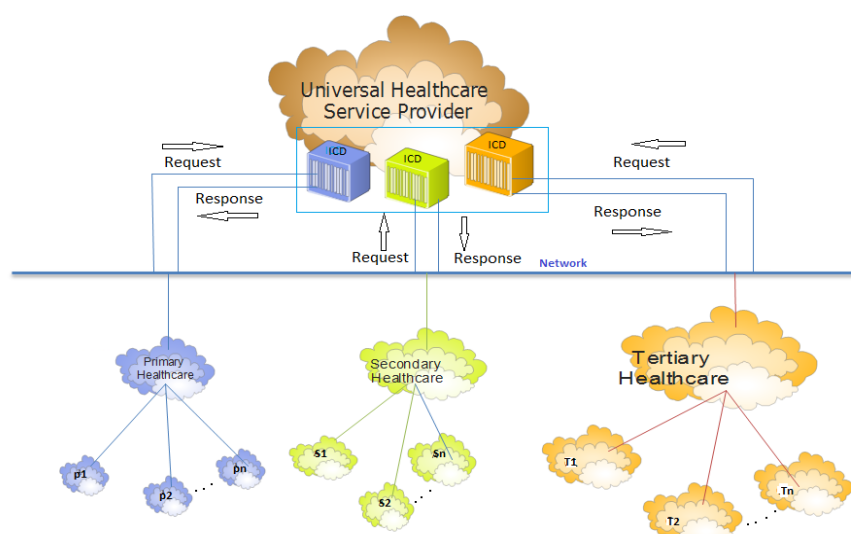 Universal Healthcare
Service Provider
ICD
ICD
ICD
Request
Request
Response
Response
Request
Response
Network
Primary
Healthcare
Secondary
Healthcare
Tertiary
Healthcare
p1
p2
pn
S1
S2
Sn
T1
T2
.Tn